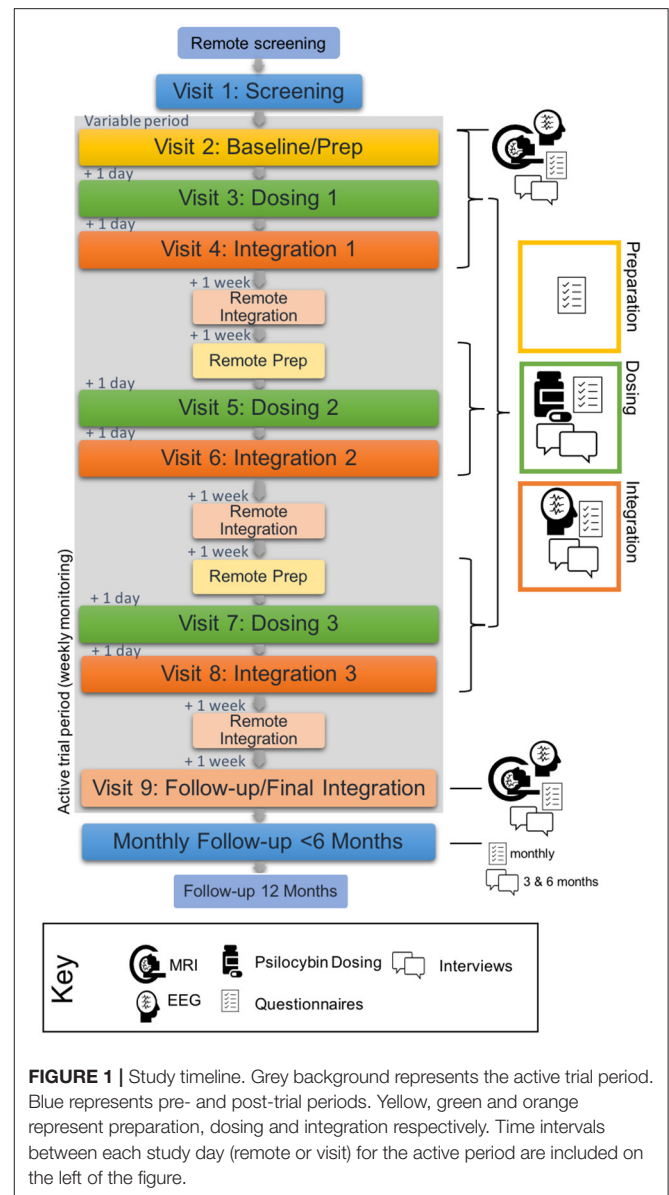 Remote screening
Visit 1: Screening
Variable period
Visit 2: Baseline/Prep
+ 1 day
Visit 3: Dosing 1
+ 1 day
Visit 4: Integration 1
+ 1 week
Remote
Integration
+ 1 week
Remote Prep
+ 1 day
Visit 5: Dosing 2
+ 1 day
Visit 6: Integration 2
+ 1 week
Remote
Integration
+ 1 week
Remote Prep
+ 1 day
Visit 7: Dosing 3
+ 1 day
Visit 8: Integration 3
+ 1 week
Remote
Integration
+ 1 week
Visit 9: Follow-up/Final Integration
Active trial period (weekly monitoring)
Monthly Follow-up <6 Months
Follow-up 12 Months
Preparation
Dosing
Integration
monthly
3 & 6 months
Key
MRI
Psilocybin Dosing
Interviews
EEG
Questionnaires
FIGURE 1 | Study timeline. Grey background represents the active trial period.
Blue represents pre- and post-trial periods. Yellow, green and orange
represent preparation, dosing and integration respectively. Time intervals
between each study day (remote or visit) for the active period are included on
the left of the figure.